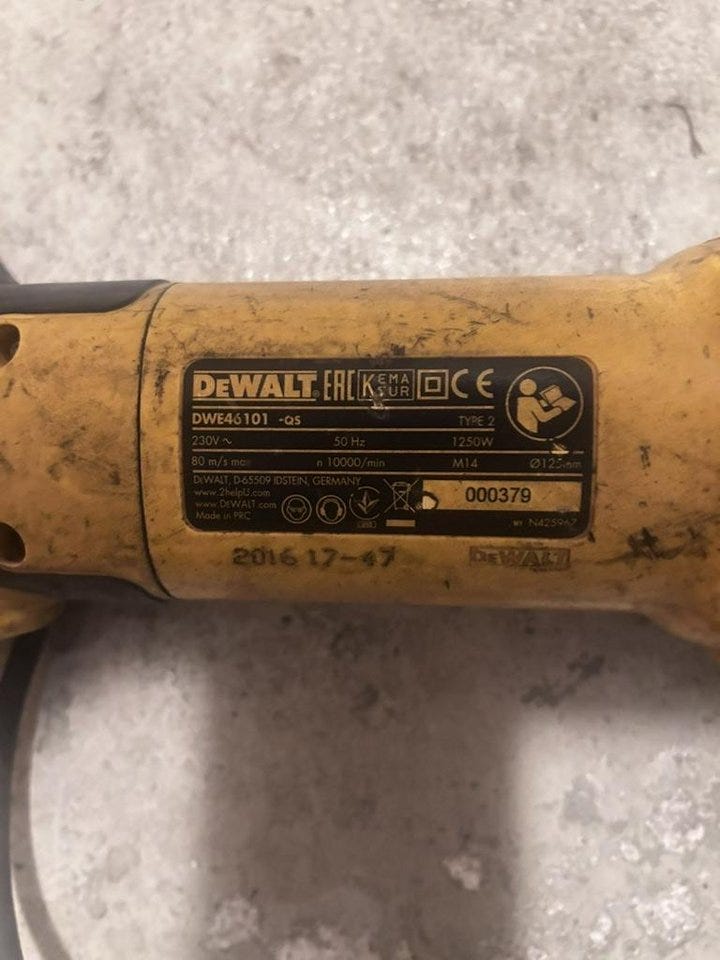 DEWALT® EAC KEMA KEUR CE
DWE46101 -QS TYPE 2
230V ~ 50 Hz 1250W
80 m/s max n 10000/min M14 Ø125mm
DEWALT, D-65509 IDSTEIN, GERMANY
www.2helpU.com
www.DEWALT.com
Made in PRC
000379
N425967
2016 17-47 DEWALT